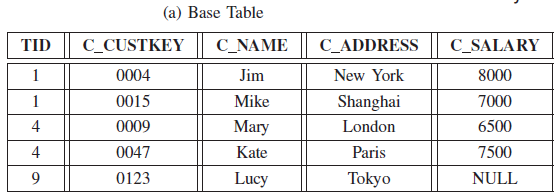 (a) Base Table
TID C_CUSTKEY C_NAME C_ADDRESS C_SALARY
1 0004 Jim New York 8000
1 0015 Mike Shanghai 7000
4 0009 Mary London 6500
4 0047 Kate Paris 7500
9 0123 Lucy Tokyo NULL